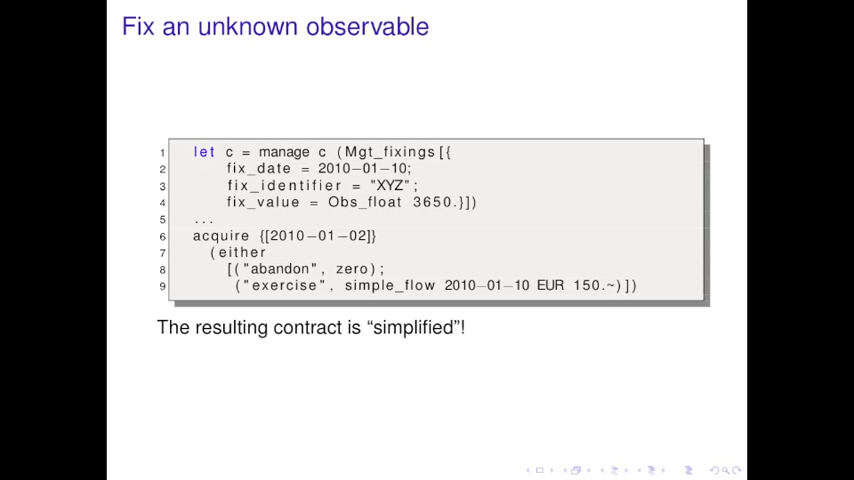 Fix an unknown observable
1 let c = manage c (Mgt_fixings[{
2 fix_date = 2010−01−10;
3 fix_identifier = "XYZ";
4 fix_value = Obs_float 3650.}])
5 ...
6 acquire {[2010−01−02]}
7 (either
8 [("abandon", zero);
9 ("exercise", simple_flow 2010−01−10 EUR 150.~)])
The resulting contract is “simplified”!